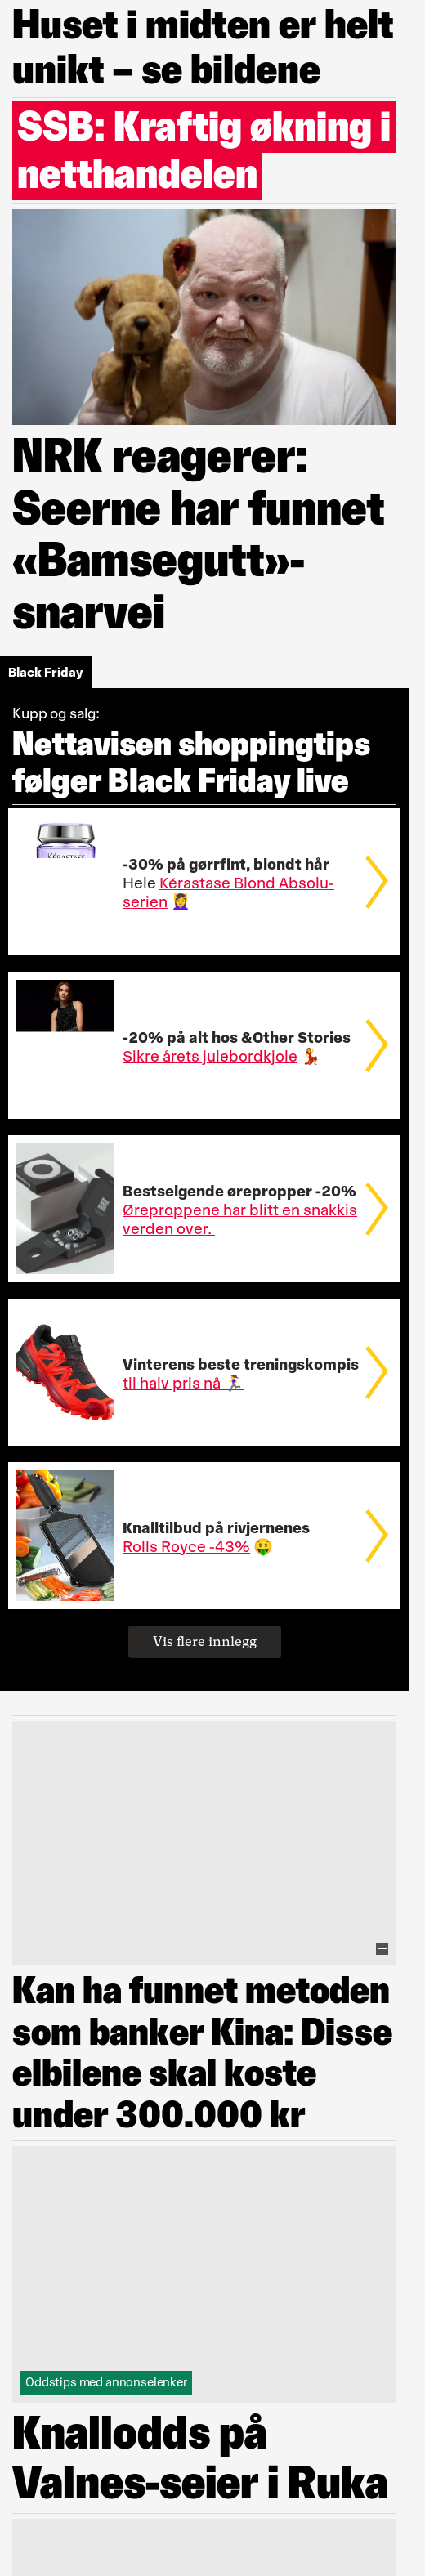 Huset i midten er helt
unikt – se bildene
SSB: Kraftig økning i
netthandelen
NRK reagerer:
Seerne har funnet
«Bamsegutt»-
snarvei
Black Friday
Kupp og salg:
Nettavisen shoppingtips
følger Black Friday live
KÉRASTASE
-30% på gørrfint, blondt hår
Hele Kérastase Blond Absolu-
serien 💆‍♀️
-20% på alt hos &Other Stories
Sikre årets julebordkjole 💃
Bestselgende ørepropper -20%
Øreproppene har blitt en snakkis
verden over.
Vinterens beste treningskompis
til halv pris nå 🏃‍♀️
Knalltilbud på rivjernenes
Rolls Royce -43% 🤑
Vis flere innlegg
Kan ha funnet metoden
som banker Kina: Disse
elbilene skal koste
under 300.000 kr
Oddstips med annonselenker
Knallodds på
Valnes-seier i Ruka